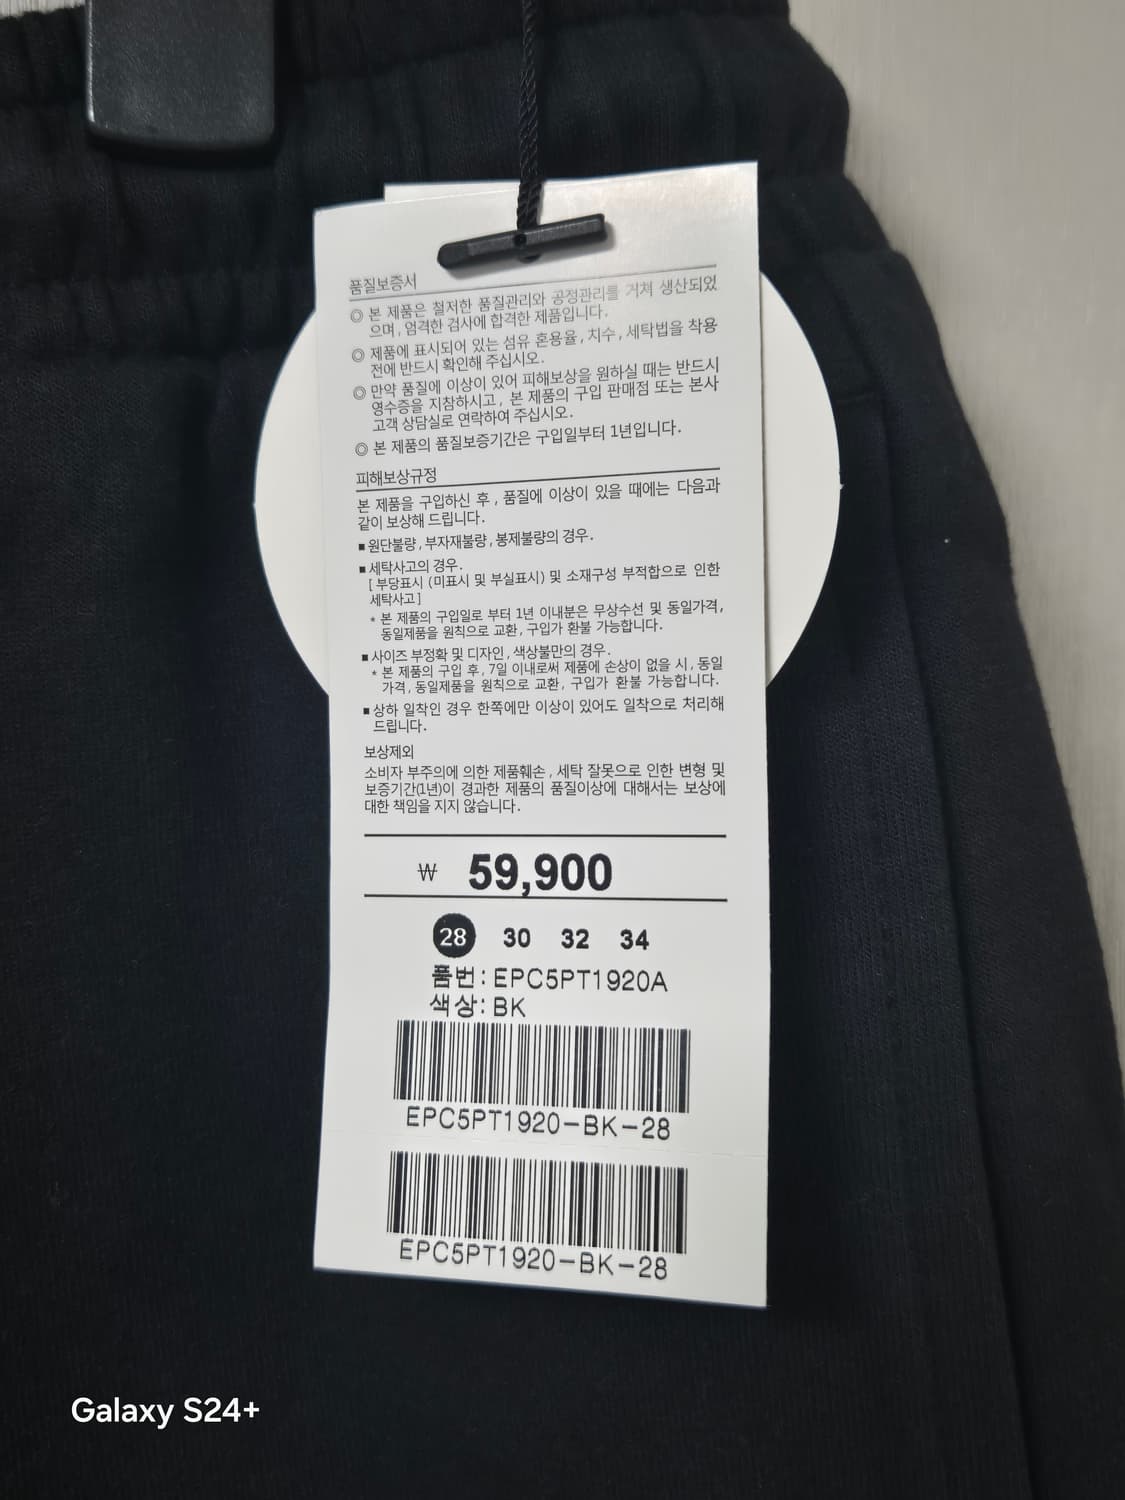 품질보증서
◎ 본 제품은 철저한 품질관리와 공정관리를 거쳐 생산되었
으며, 엄격한 검사에 합격한 제품입니다.
◎ 제품에 표시되어 있는 섬유 혼용율, 치수, 세탁법을 착용
전에 반드시 확인해 주십시오.
◎ 만약 품질에 이상이 있어 피해보상을 원하실 때는 반드시
영수증을 지참하시고, 본 제품의 구입 판매점 또는 본사
고객 상담실로 연락하여 주십시오.
◎ 본 제품의 품질보증기간은 구입일부터 1년입니다.
피해보상규정
본 제품을 구입하신 후, 품질에 이상이 있을 때에는 다음과
같이 보상해 드립니다.
■ 원단불량, 부자재불량, 봉제불량의 경우.
■ 세탁사고의 경우.
[ 부당표시 (미표시 및 부실표시) 및 소재구성 부적합으로 인한
세탁사고 ]
* 본 제품의 구입일로 부터 1년 이내분은 무상수선 및 동일가격,
동일제품을 원칙으로 교환, 구입가 환불 가능합니다.
■ 사이즈 부정확 및 디자인, 색상불만의 경우.
* 본 제품의 구입 후, 7일 이내로써 제품에 손상이 없을 시, 동일
가격, 동일제품을 원칙으로 교환, 구입가 환불 가능합니다.
■ 상하 일착인 경우 한쪽에만 이상이 있어도 일착으로 처리해
드립니다.
보상제외
소비자 부주의에 의한 제품훼손, 세탁 잘못으로 인한 변형 및
보증기간(1년)이 경과한 제품의 품질이상에 대해서는 보상에
대한 책임을 지지 않습니다.
₩ 59,900
28 30 32 34
품번: EPC5PT1920A
색상: BK
EPC5PT1920-BK-28
EPC5PT1920-BK-28
Galaxy S24+